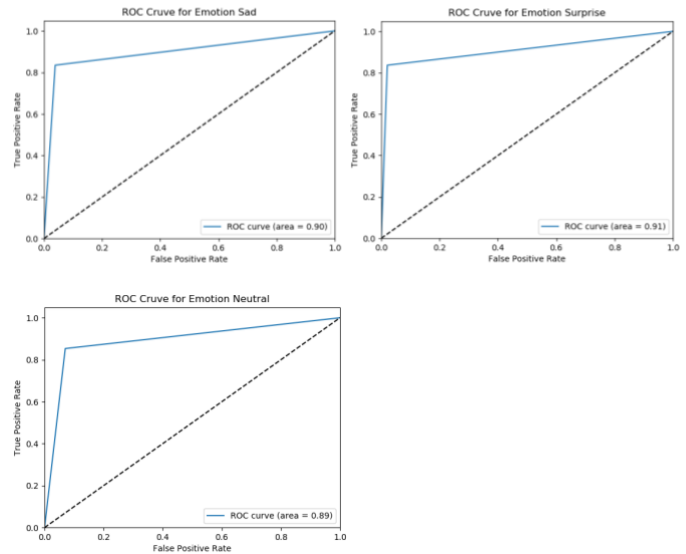 ROC Cruve for Emotion Sad
1.0
0.8
0.6
0.4
0.2
0.0
True Positive Rate
ROC curve (area = 0.90)
0.0 0.2 0.4 0.6 0.8 1.0
False Positive Rate
ROC Cruve for Emotion Surprise
1.0
0.8
0.6
0.4
0.2
0.0
True Positive Rate
ROC curve (area = 0.91)
0.0 0.2 0.4 0.6 0.8 1.0
False Positive Rate
ROC Cruve for Emotion Neutral
1.0
0.8
0.6
0.4
0.2
0.0
True Positive Rate
ROC curve (area = 0.89)
0.0 0.2 0.4 0.6 0.8 1.0
False Positive Rate